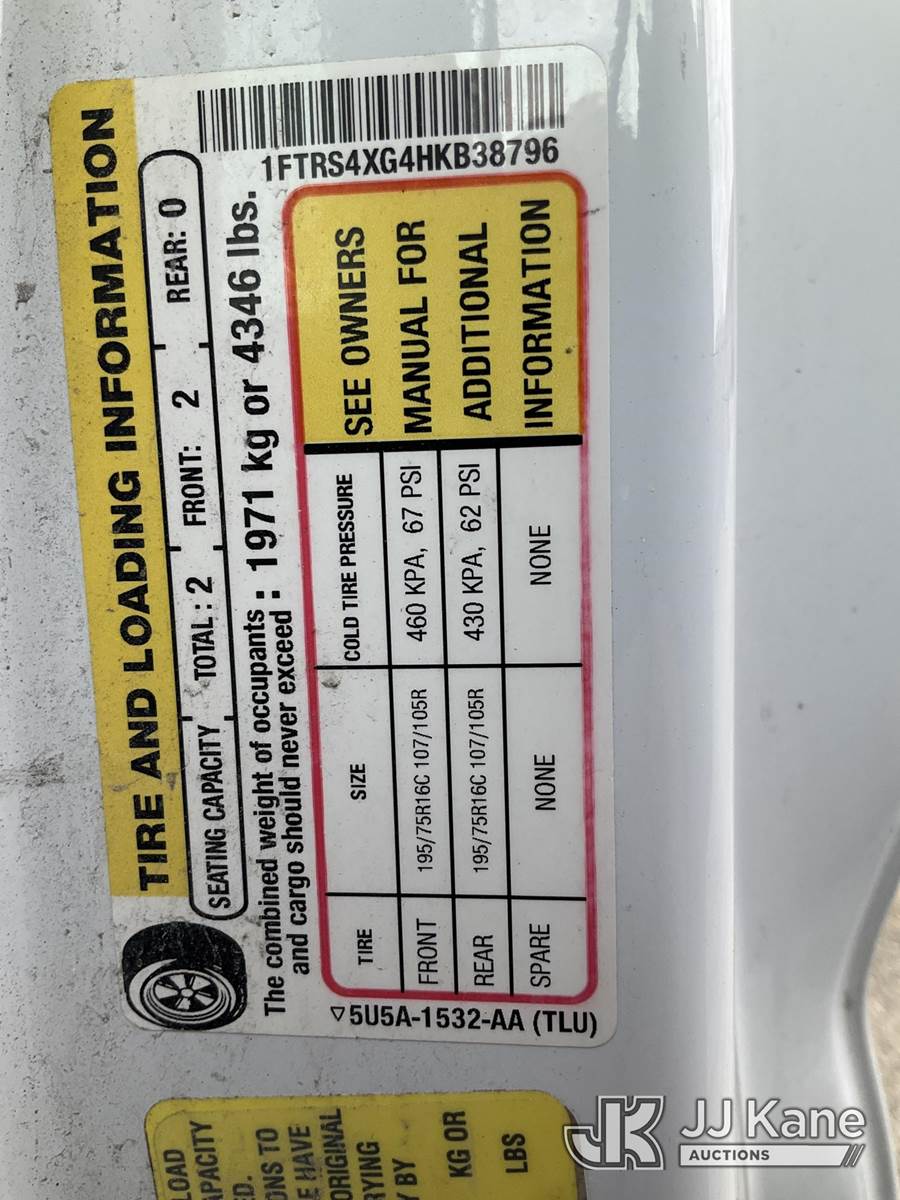 TIRE AND LOADING INFORMATION
SEATING CAPACITY TOTAL : 2 FRONT: 2 REAR: 0
The combined weight of occupants
and cargo should never exceed : 1971 kg or 4346 lbs.
TIRE SIZE COLD TIRE PRESSURE
FRONT 195/75R16C 107/105R 460 KPA, 67 PSI
REAR 195/75R16C 107/105R 430 KPA, 62 PSI
SPARE NONE NONE
SEE OWNERS
MANUAL FOR
ADDITIONAL
INFORMATION
5U5A-1532-AA (TLU)
1FTRS4XG4HKB38796
LOAD
CAPACITY
ONS TO
HAVE
ORIGINAL
BY
KG OR
LBS
JK JJ Kane
AUCTIONS